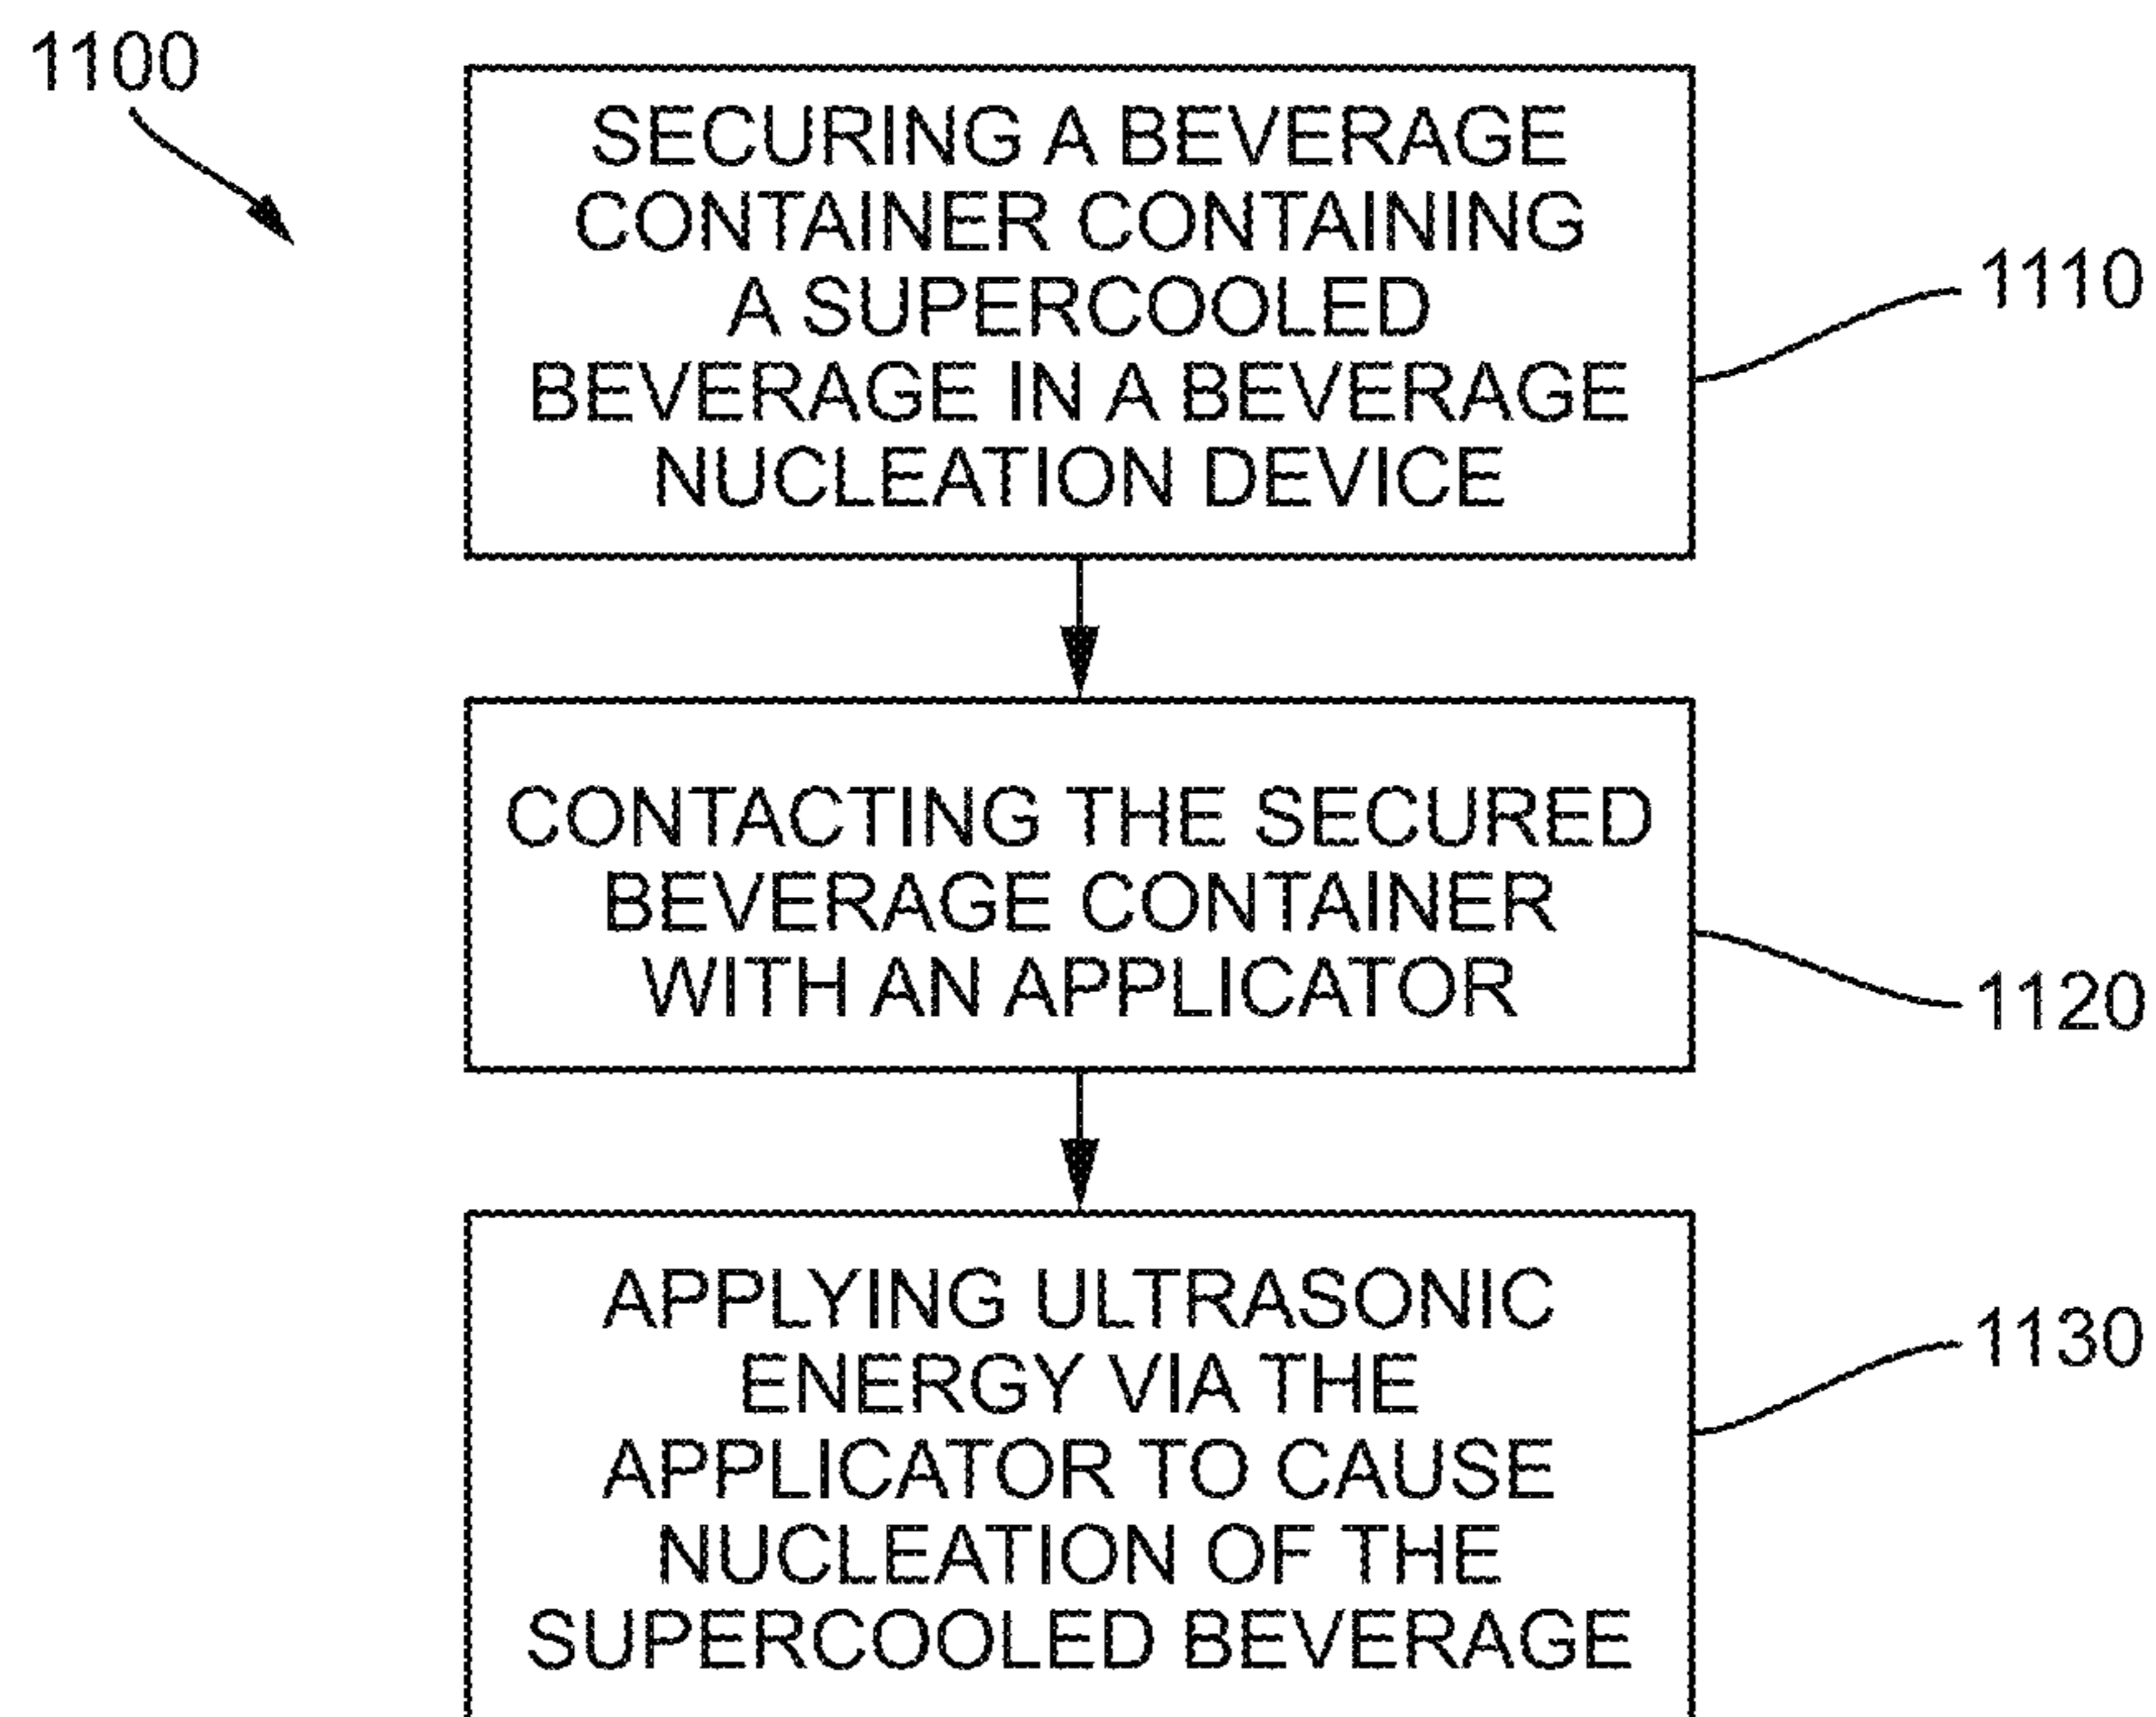 1100
SECURING A BEVERAGE
CONTAINER CONTAINING
A SUPERCOOLED
BEVERAGE IN A BEVERAGE
NUCLEATION DEVICE
1110
CONTACTING THE SECURED
BEVERAGE CONTAINER
WITH AN APPLICATOR
1120
APPLYING ULTRASONIC
ENERGY VIA THE
APPLICATOR TO CAUSE
NUCLEATION OF THE
SUPERCOOLED BEVERAGE
1130